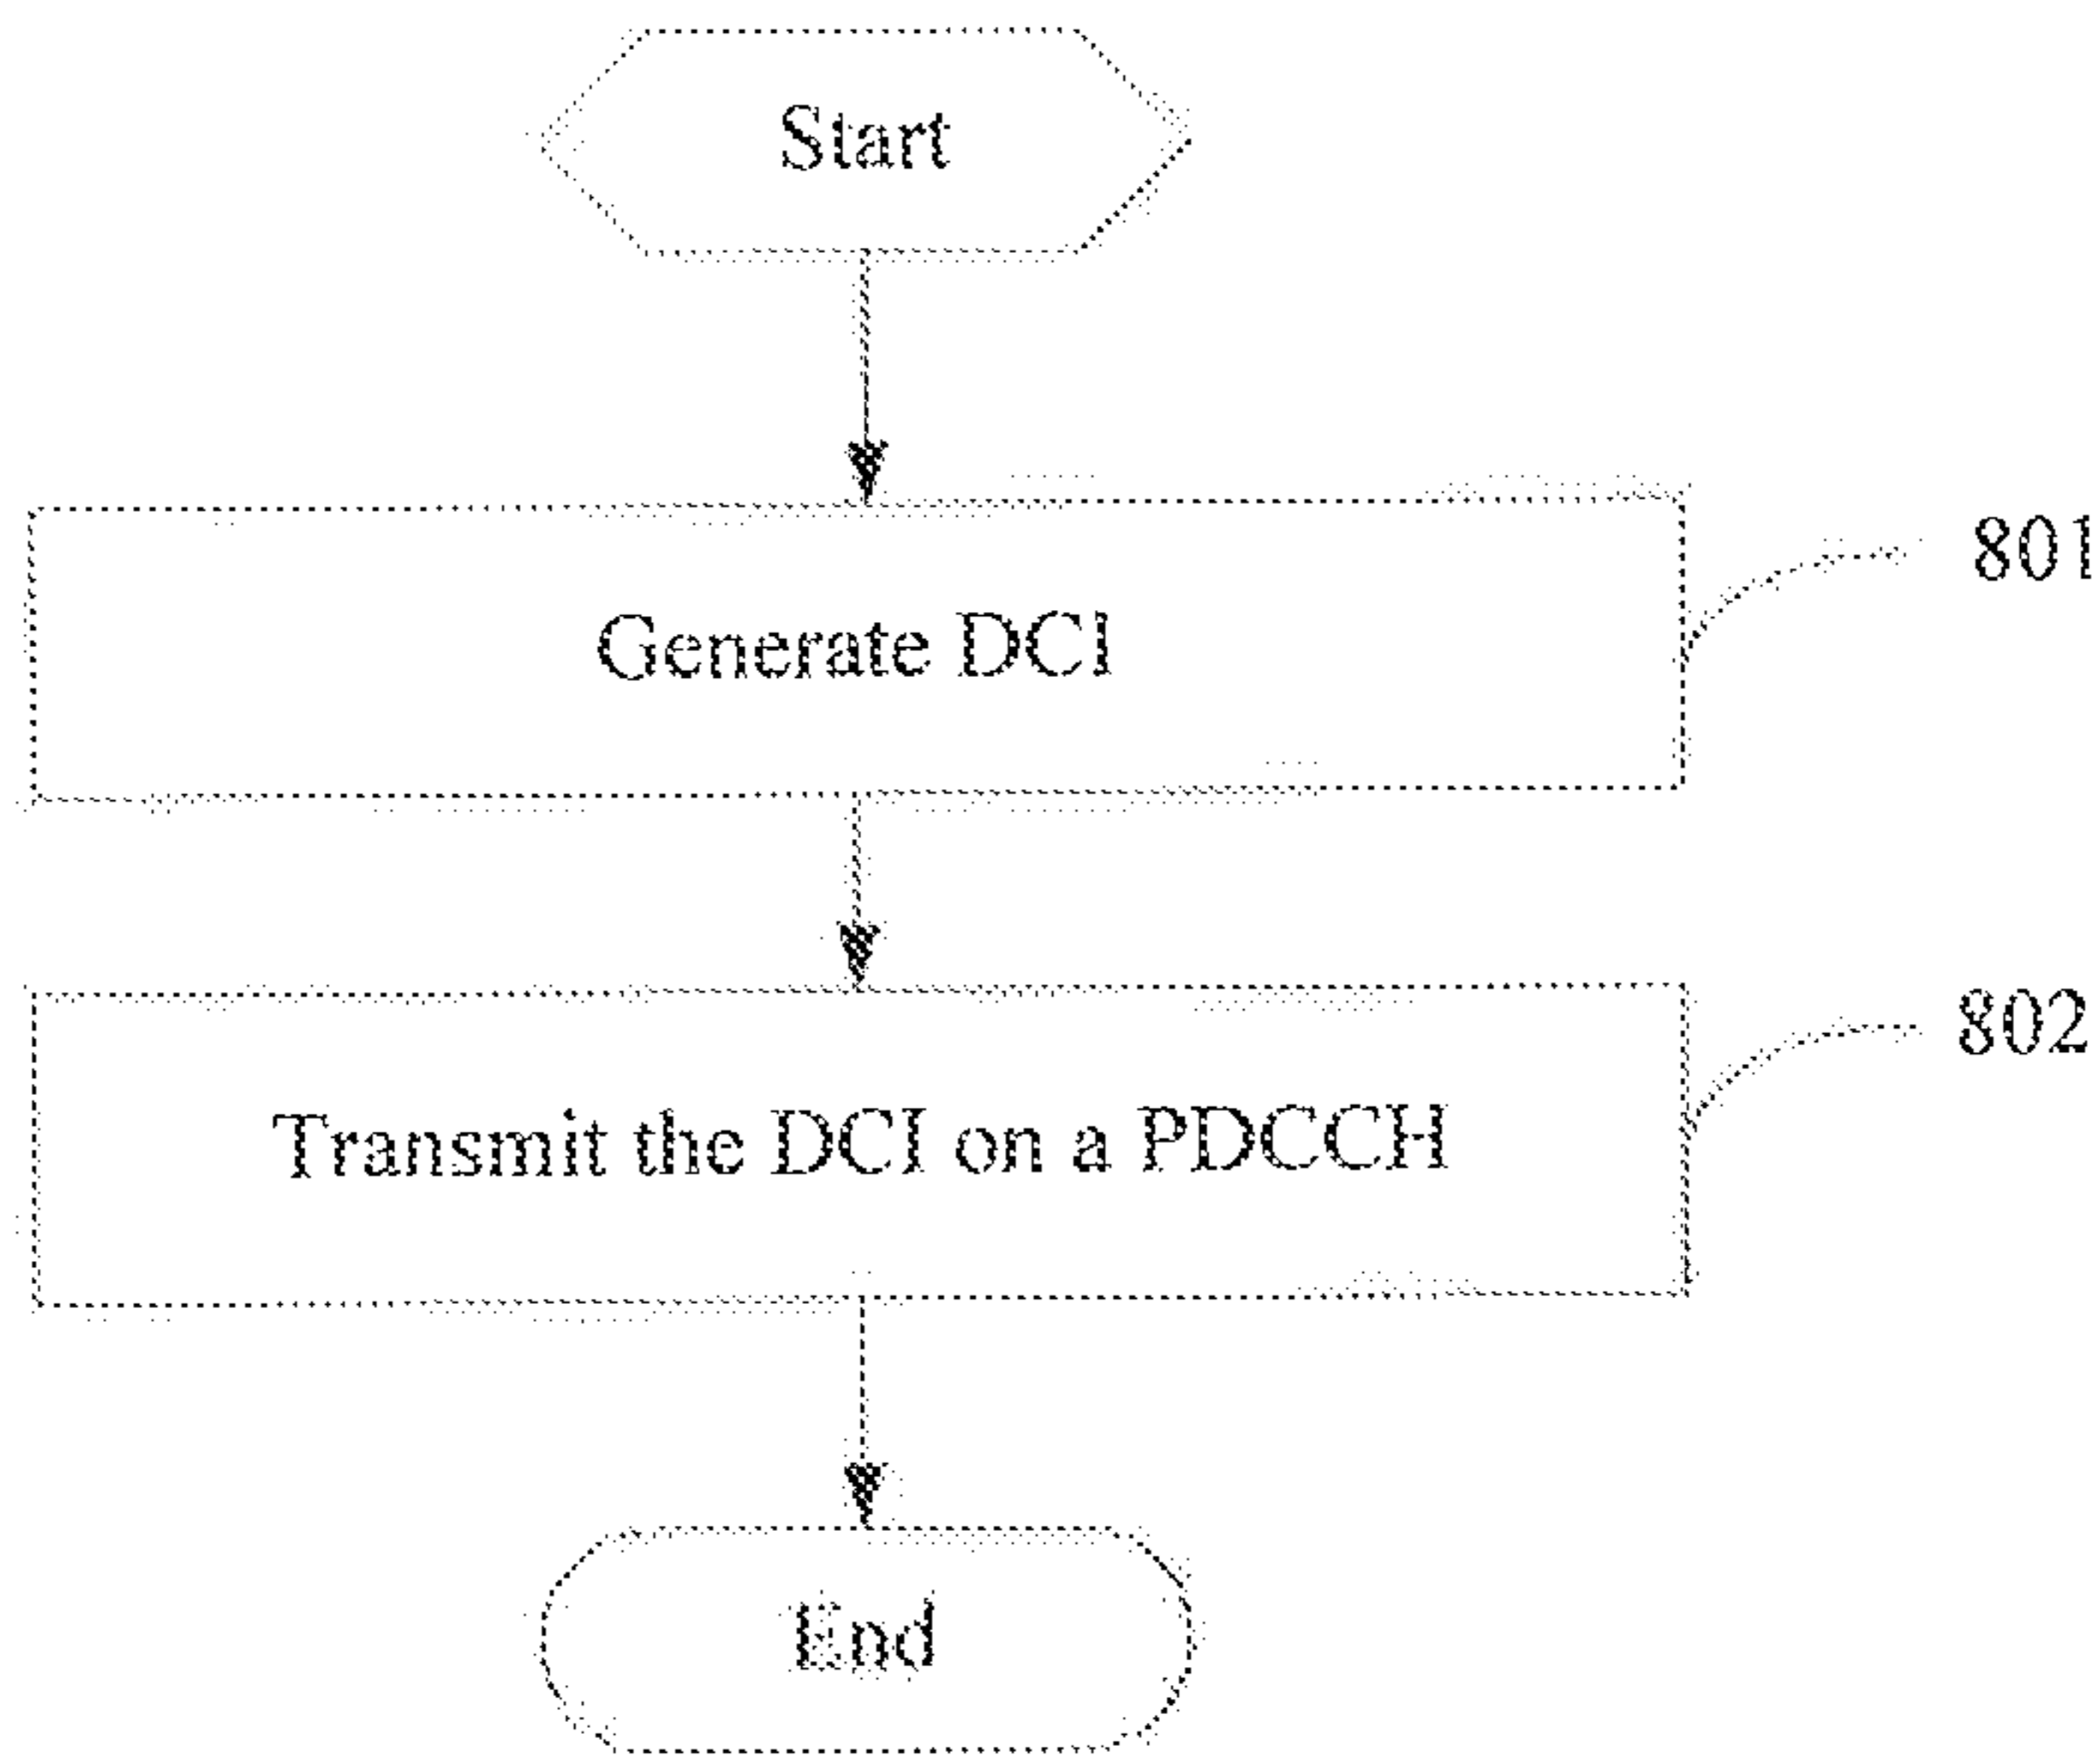 Start
801
Generate DCI
802
Transmit the DCI on a PDCCH
End